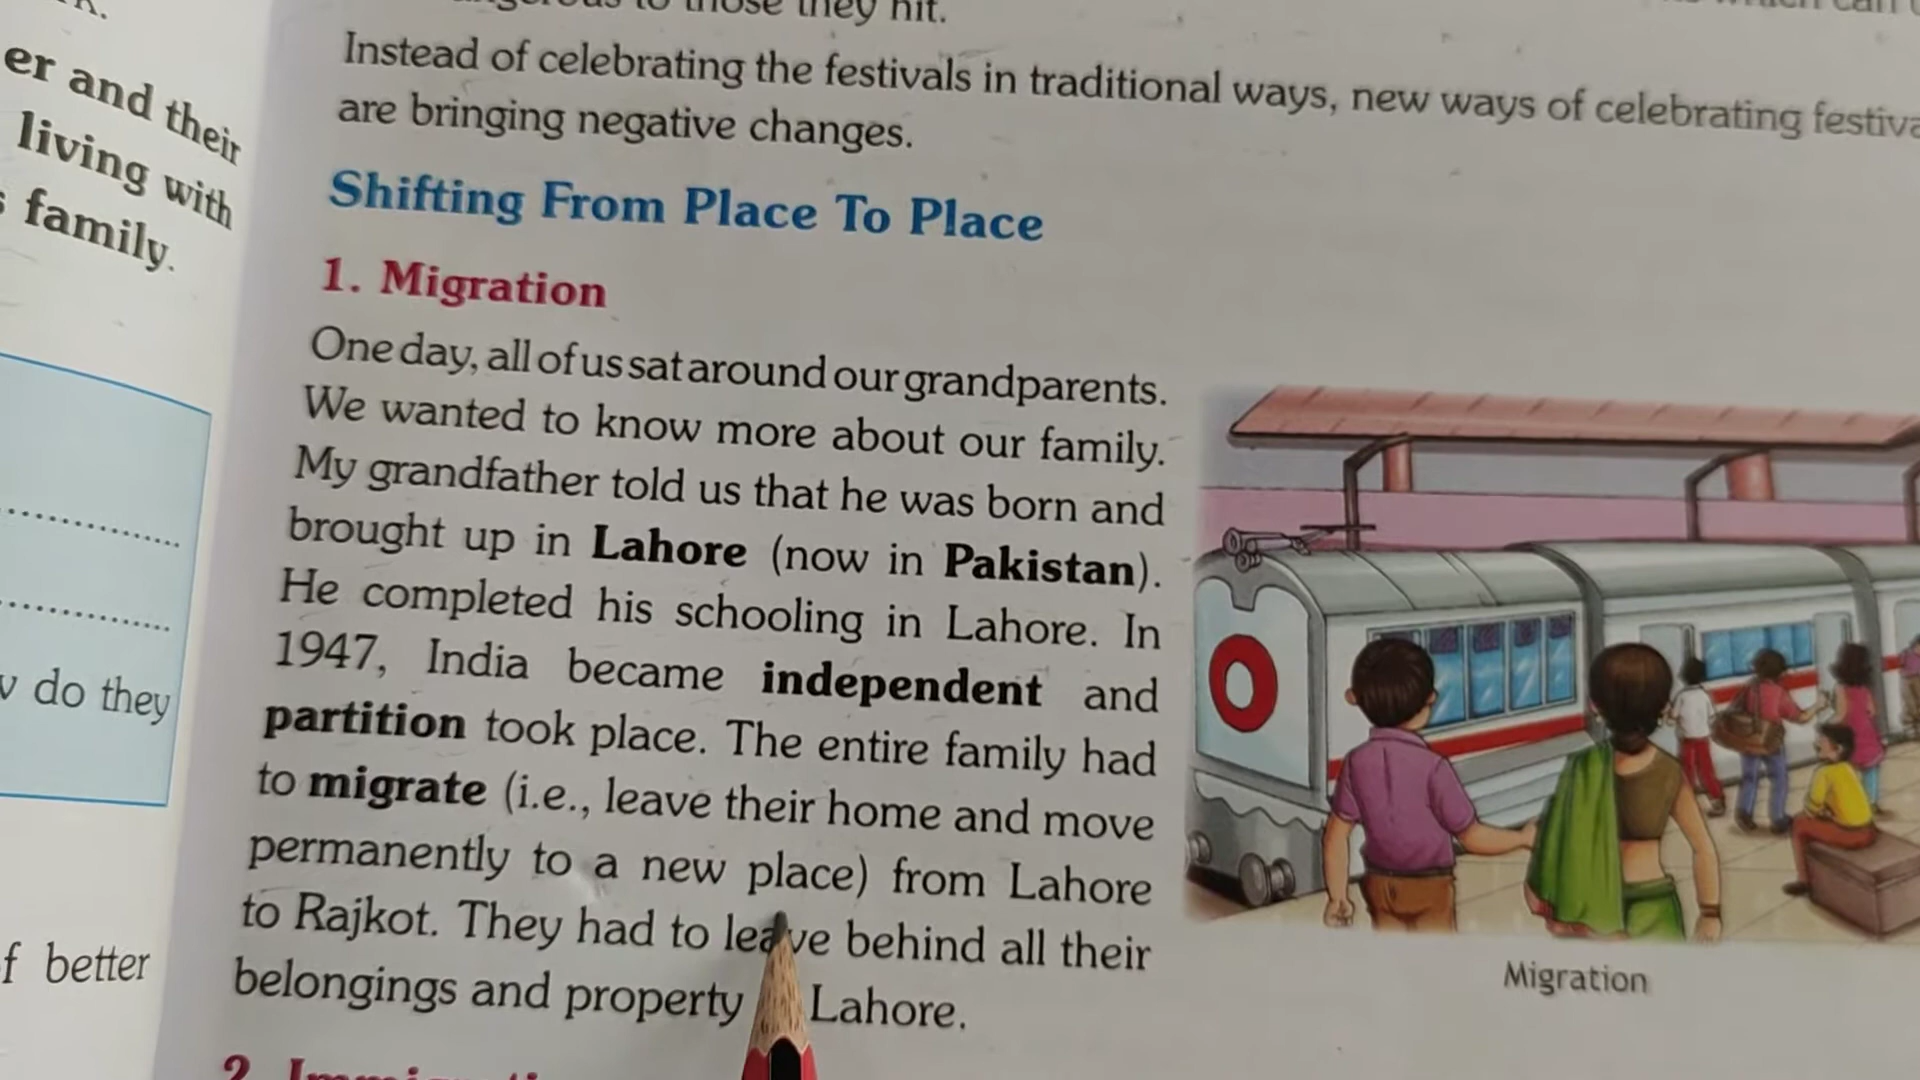 er and their
living with
family.
do they
better
to those they hit.
Instead of celebrating the festivals in traditional ways, new ways of celebrating
are bringing negative changes.
Shifting From Place To Place
1. Migration
One day, all of us sat around our grandparents.
We wanted to know more about our family.
My grandfather told us that he was born and
brought up in Lahore (now in Pakistan).
He completed his schooling in Lahore. In
1947, India became independent and
partition took place. The entire family had
to migrate (i.e., leave their home and move
permanently to a new place) from Lahore
to Rajkot. They had to leave behind all their
belongings and property Lahore.
Migration
2.